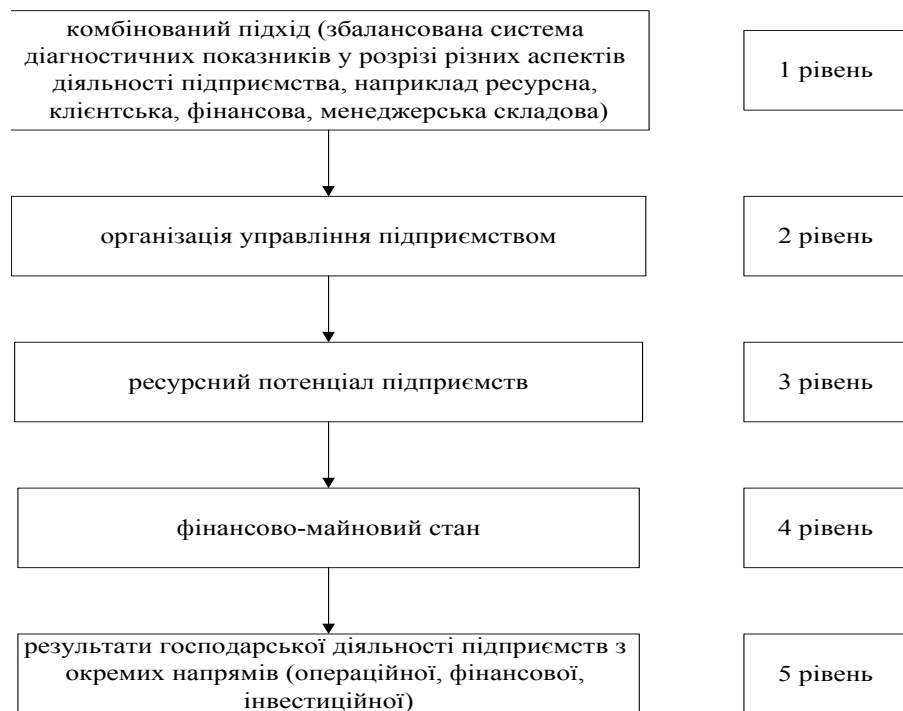 комбінований підхід (збалансована система
діагностичних показників у розрізі різних аспектів
діяльності підприємства, наприклад ресурсна,
клієнтська, фінансова, менеджерська складова)
1 рівень
організація управління підприємством
2 рівень
ресурсний потенціал підприємств
3 рівень
фінансово-майновий стан
4 рівень
результати господарської діяльності підприємств з
окремих напрямів (операційної, фінансової,
інвестиційної)
5 рівень